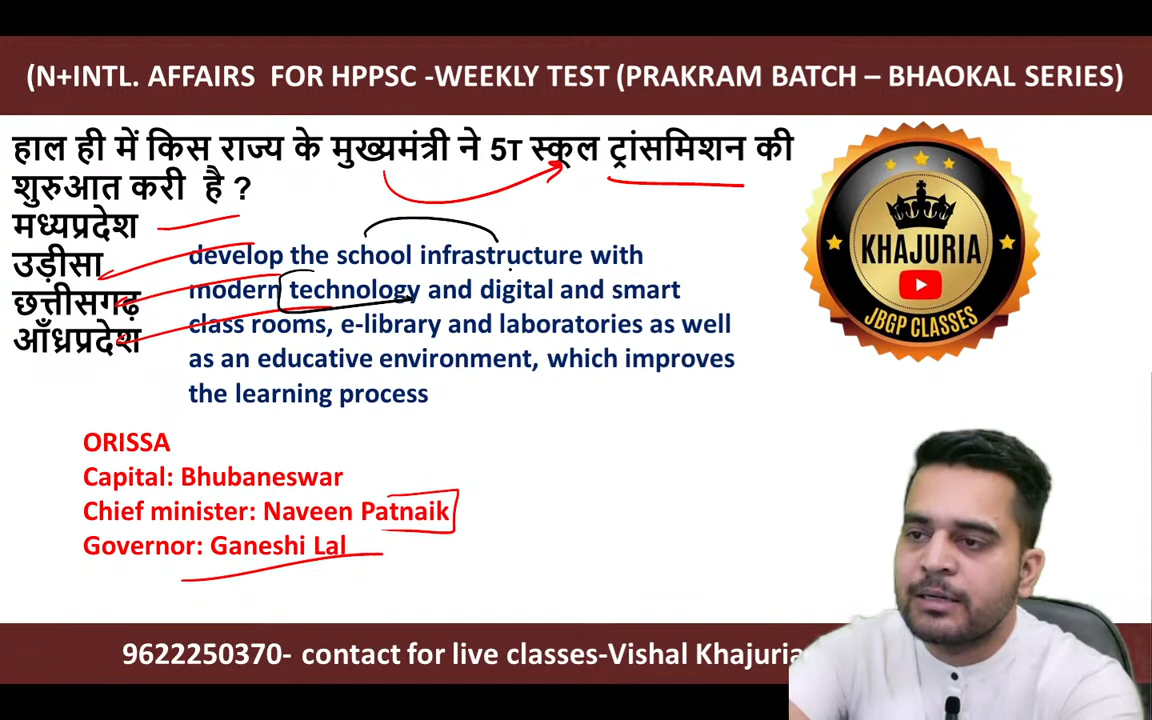 (N+INTL. AFFAIRS FOR HPPSC -WEEKLY TEST (PRAKRAM BATCH – BHAOKAL SERIES)
हाल ही में किस राज्य के मुख्यमंत्री ने 5T स्कूल ट्रांसमिशन की
शुरुआत करी है ?
मध्यप्रदेश
उड़ीसा
छत्तीसगढ़
आँध्रप्रदेश
develop the school infrastructure with
modern technology and digital and smart
class rooms, e-library and laboratories as well
as an educative environment, which improves
the learning process
KHAJURIA
JBGP CLASSES
ORISSA
Capital: Bhubaneswar
Chief minister: Naveen Patnaik
Governor: Ganeshi Lal
9622250370- contact for live classes-Vishal Khajuria